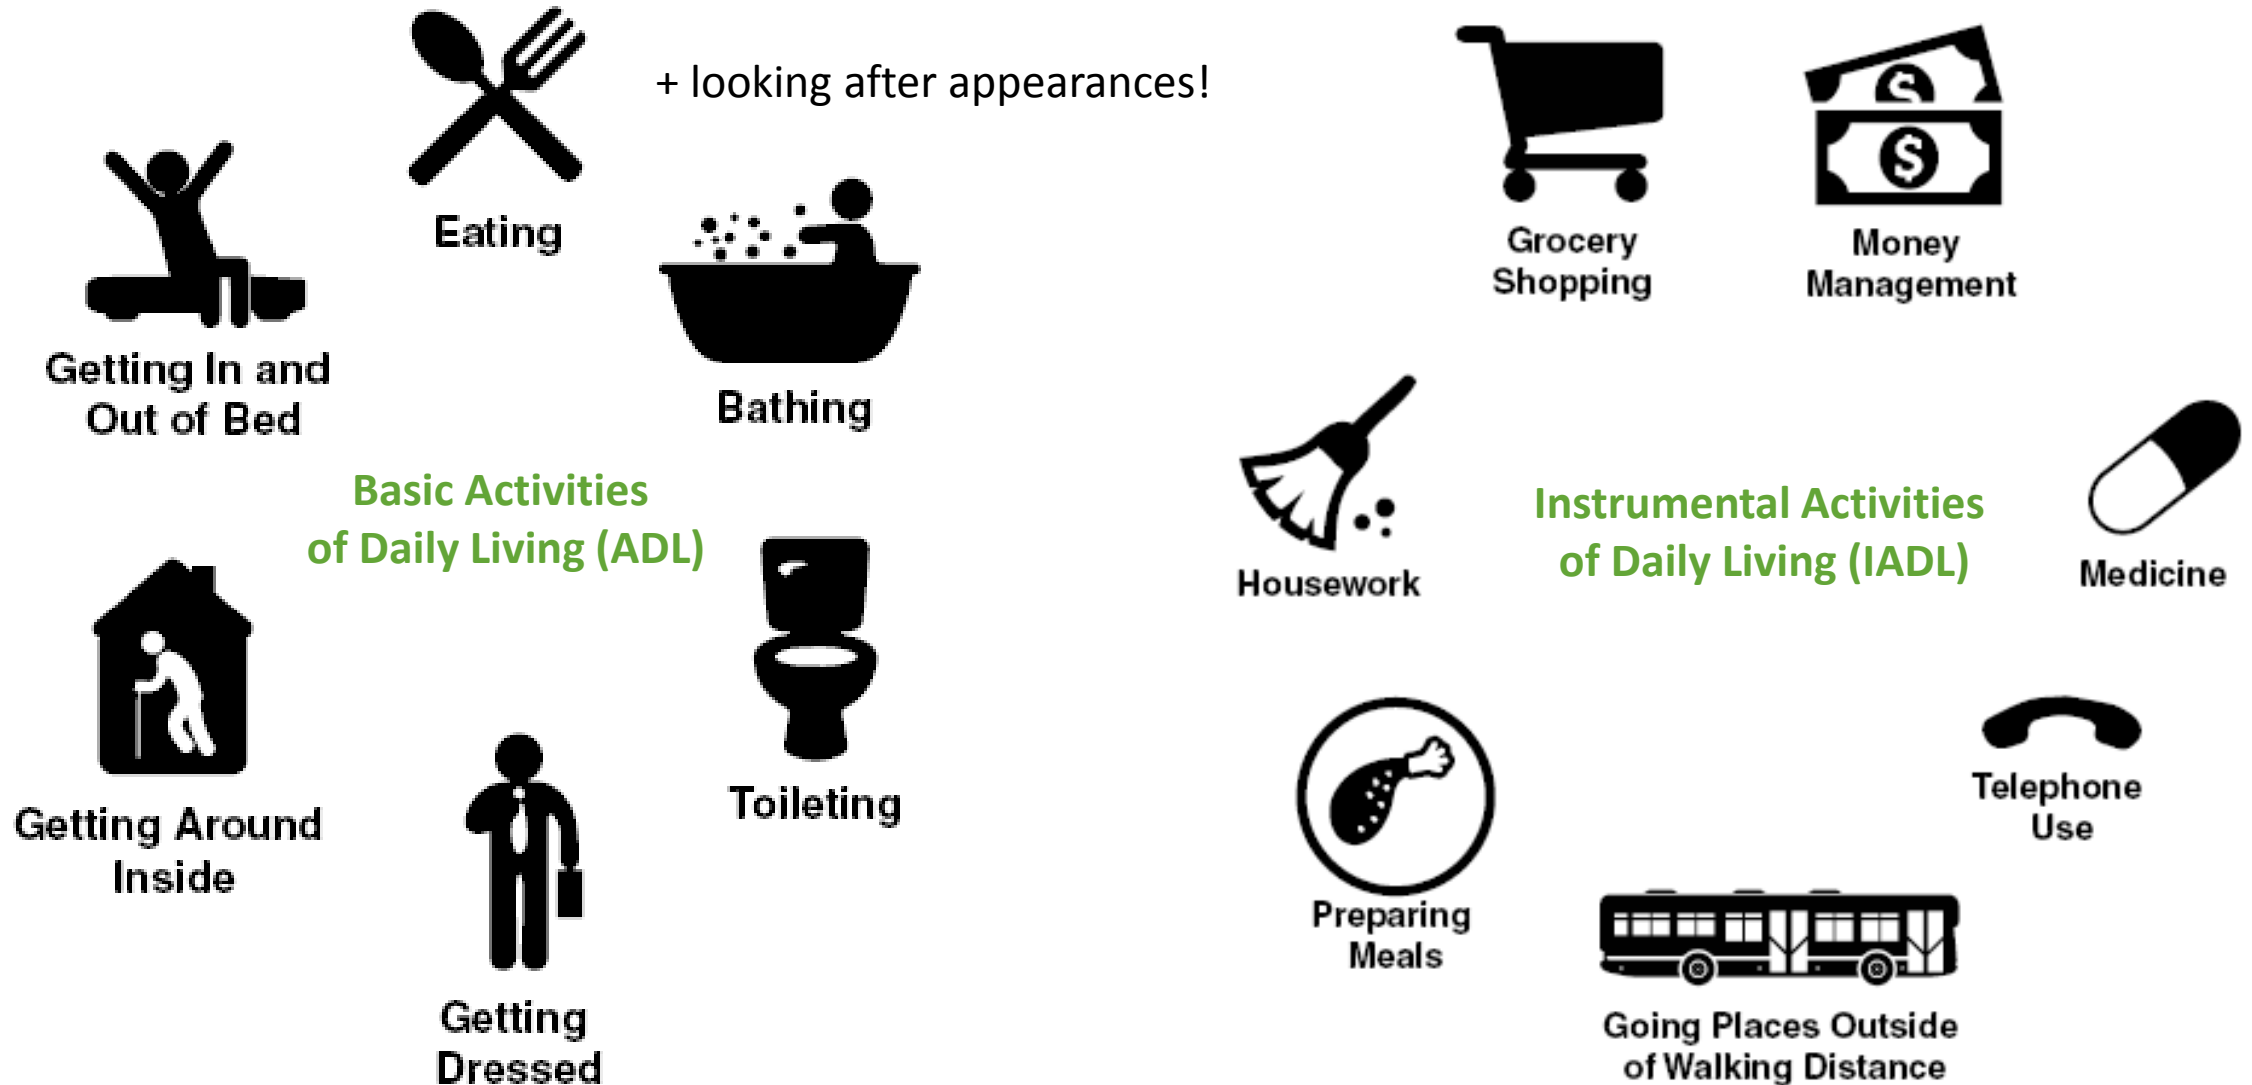 + looking after appearances!
Eating
Getting In and
Out of Bed
Bathing
Basic Activities
of Daily Living (ADL)
Getting Around
Inside
Toileting
Getting
Dressed
Grocery
Shopping
Money
Management
Housework
Instrumental Activities
of Daily Living (IADL)
Medicine
Preparing
Meals
Telephone
Use
Going Places Outside
of Walking Distance